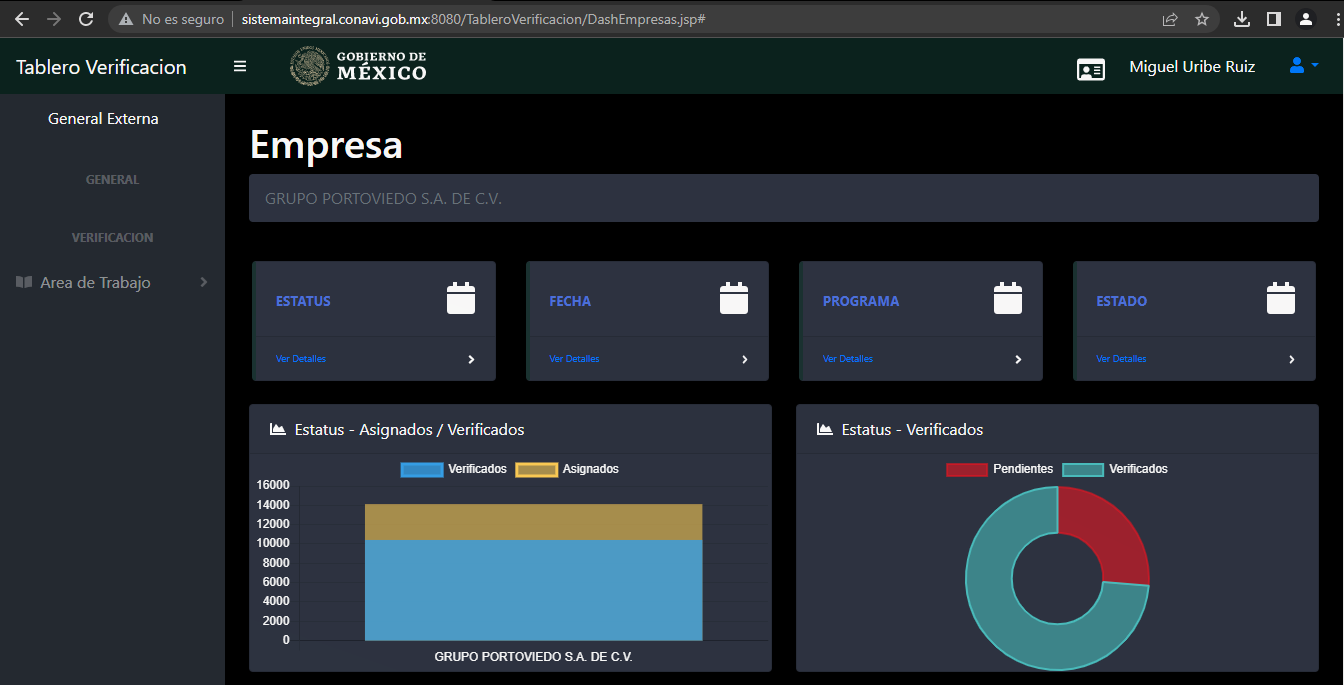 No es seguro sistemaintegral.conavi.gob.mx:8080/TableroVerificacion/DashEmpresas.jsp#
Tablero Verificacion
GOBIERNO DE
MÉXICO
Miguel Uribe Ruiz
General Externa
GENERAL
VERIFICACION
Area de Trabajo
Empresa
GRUPO PORTOVIEDO S.A. DE C.V.
ESTATUS
Ver Detalles
FECHA
Ver Detalles
PROGRAMA
Ver Detalles
ESTADO
Ver Detalles
Estatus - Asignados / Verificados
Verificados Asignados
16000
14000
12000
10000
8000
6000
4000
2000
0
GRUPO PORTOVIEDO S.A. DE C.V.
Estatus - Verificados
Pendientes Verificados